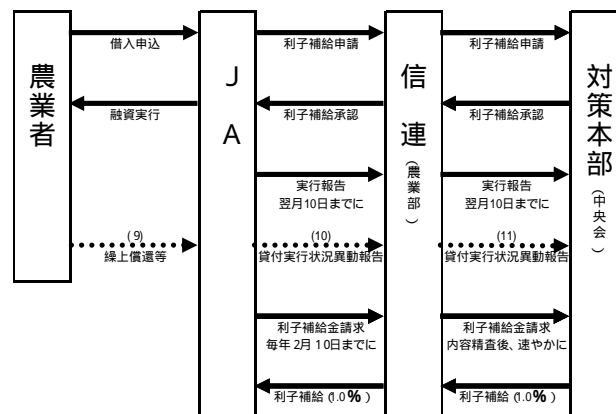 農業者
JA
信連(農業部)
対策本部(中央会)
借入申込
利子補給申請
利子補給申請
融資実行
利子補給承認
利子補給承認
実行報告
翌月10日までに
実行報告
翌月10日までに
(9)
繰上償還等
(10)
貸付実行状況異動報告
(11)
貸付実行状況異動報告
利子補給金請求
毎年2月10日までに
利子補給金請求
内容精査後、速やかに
利子補給(1.0%)
利子補給(1.0%)